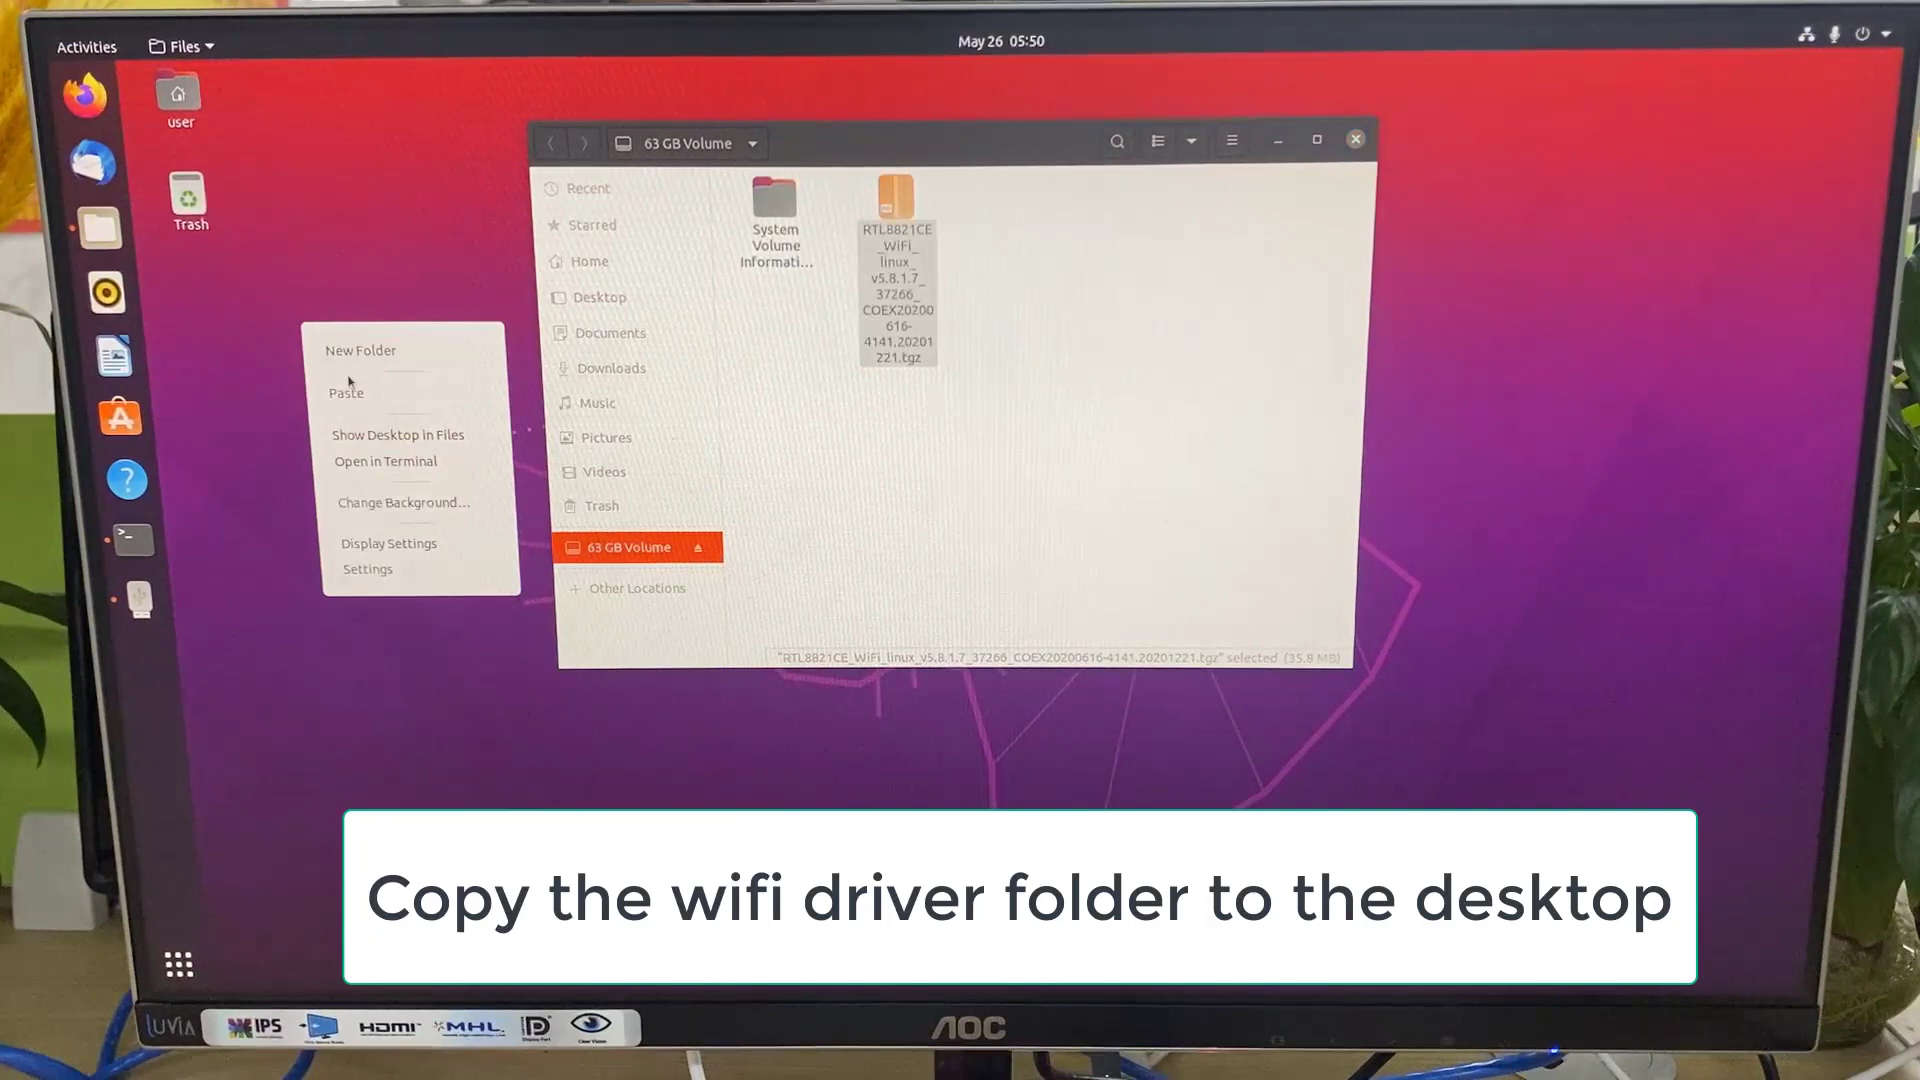 Activities
Files
May 26 05:50
user
Trash
63 GB Volume
Recent
Starred
Home
Desktop
Documents
Downloads
Music
Pictures
Videos
Trash
63 GB Volume
Other Locations
System
Volume
Informati...
RTL8821CE
_WiFi_
linux_
v5.8.1.7_
37266_
COEX20200
616-
4141.20201
221.tgz
"RTL8821CE_WiFi_linux_v5.8.1.7_37266_COEX20200616-4141.20201221.tgz" selected (35.8 MB)
New Folder
Paste
Show Desktop in Files
Open in Terminal
Change Background...
Display Settings
Settings
Copy the wifi driver folder to the desktop
LUVIA
IPS
HDMI
MHL
AOC